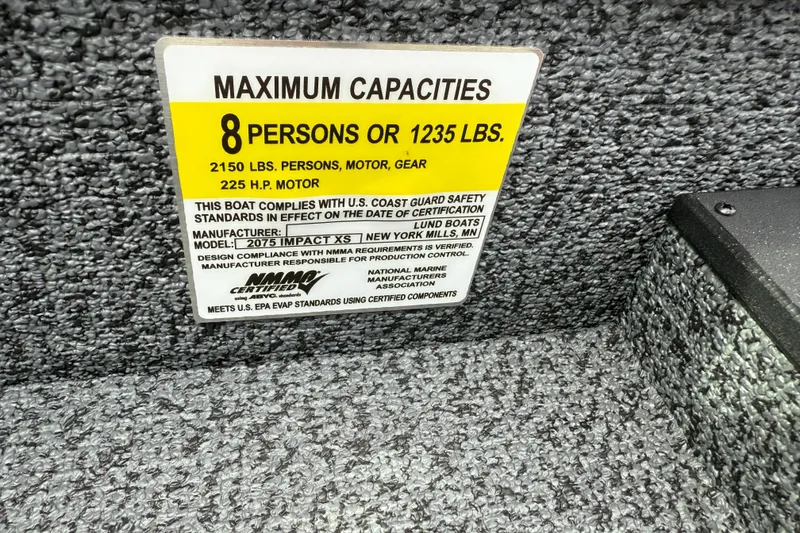 MAXIMUM CAPACITIES
8 PERSONS OR 1235 LBS.
2150 LBS. PERSONS, MOTOR, GEAR
225 H.P. MOTOR
THIS BOAT COMPLIES WITH U.S. COAST GUARD SAFETY
STANDARDS IN EFFECT ON THE DATE OF CERTIFICATION
MANUFACTURER: LUND BOATS
MODEL: 2075 IMPACT XS NEW YORK MILLS, MN
DESIGN COMPLIANCE WITH NMMA REQUIREMENTS IS VERIFIED.
MANUFACTURER RESPONSIBLE FOR PRODUCTION CONTROL.
NMMA
CERTIFIED
using ABYC. standards
NATIONAL MARINE
MANUFACTURERS
ASSOCIATION
MEETS U.S. EPA EVAP STANDARDS USING CERTIFIED COMPONENTS